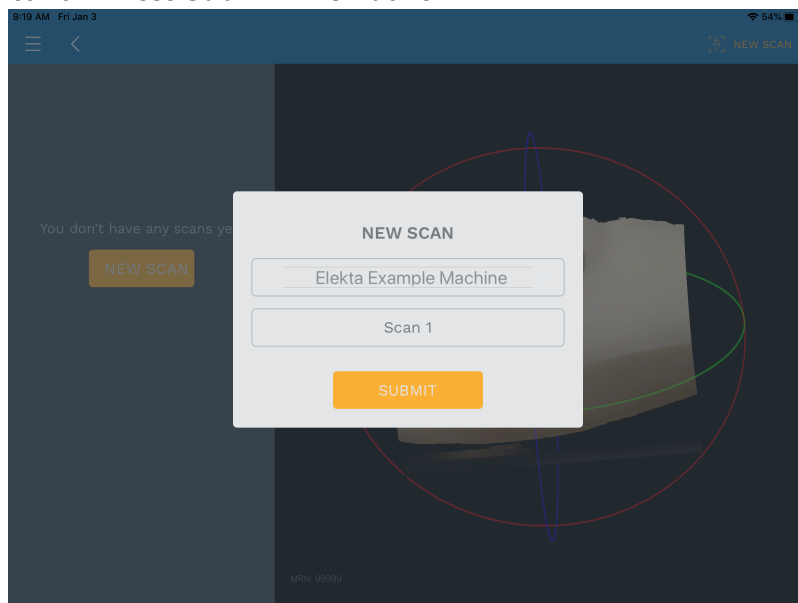 9:19 AM Fri Jan 3
54%
NEW SCAN
You don't have any scans ye
NEW SCAN
NEW SCAN
Elekta Example Machine
Scan 1
SUBMIT
MRN: 99999